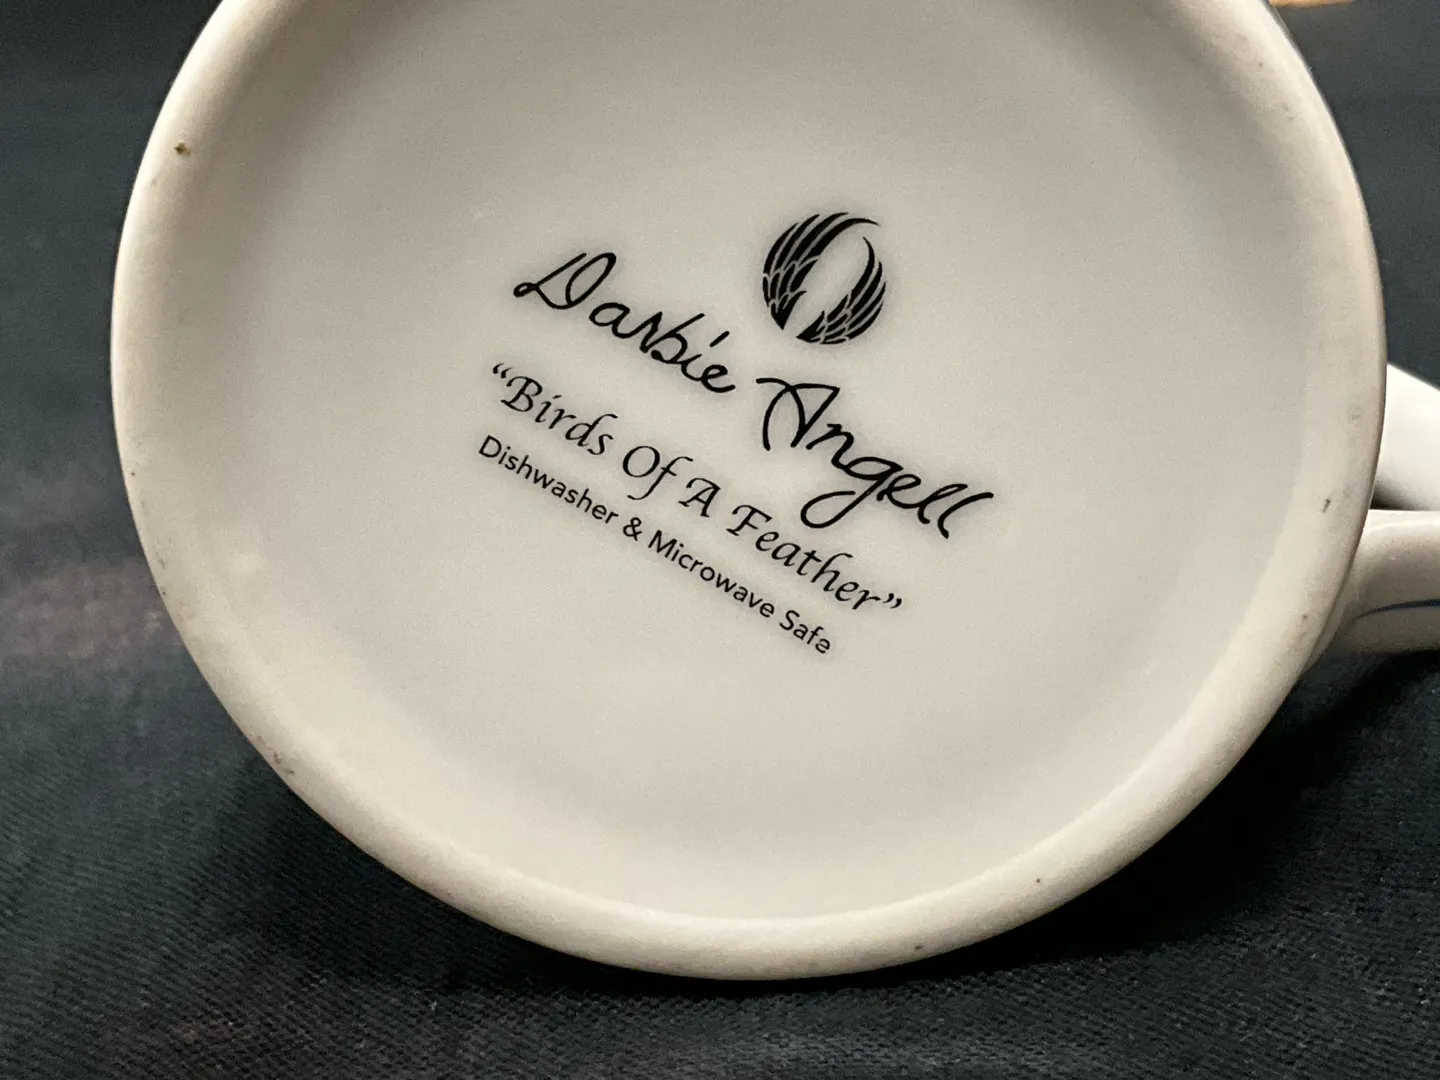 Darbie Angell
“Birds Of A Feather”
Dishwasher & Microwave Safe